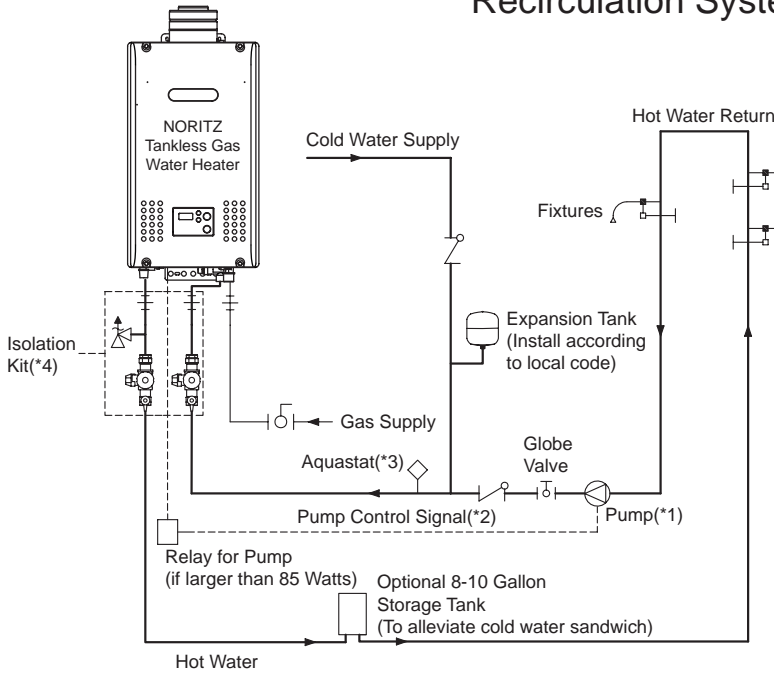 Recirculation Syste
NORITZ
Tankless Gas
Water Heater
Cold Water Supply
Hot Water Return
Fixtures
Expansion Tank
(Install according
to local code)
Isolation
Kit(*4)
Gas Supply
Globe
Valve
Aquastat(*3)
Pump Control Signal(*2)
Pump(*1)
Relay for Pump
(if larger than 85 Watts)
Optional 8-10 Gallon
Storage Tank
(To alleviate cold water sandwich)
Hot Water